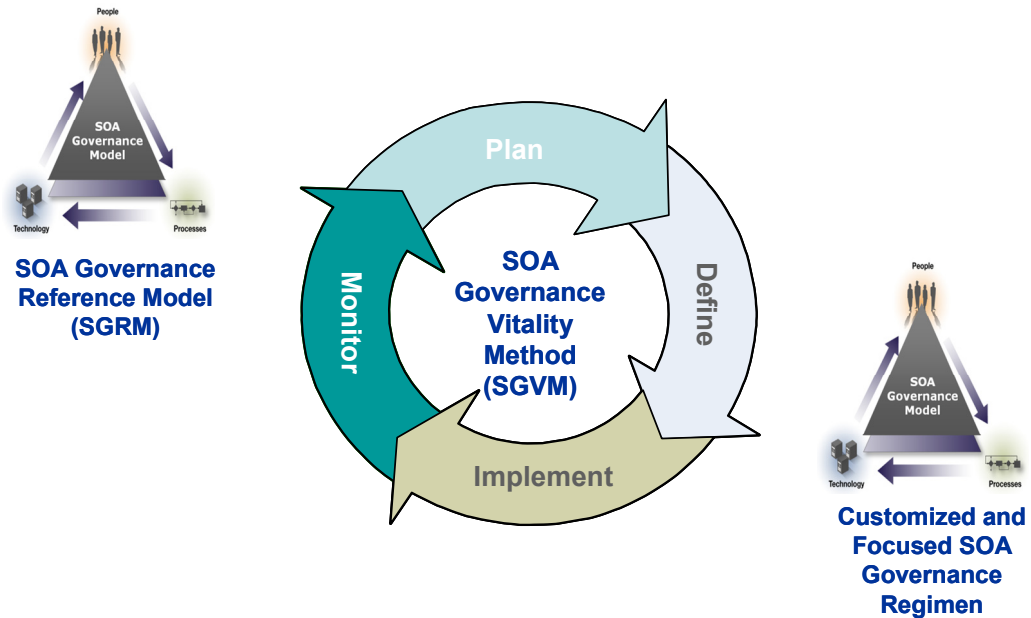 People
SOA
Governance
Model
Technology
Processes
SOA Governance
Reference Model
(SGRM)
Plan
Define
Implement
Monitor
SOA
Governance
Vitality
Method
(SGVM)
People
SOA
Governance
Model
Technology
Processes
Customized and
Focused SOA
Governance
Regimen